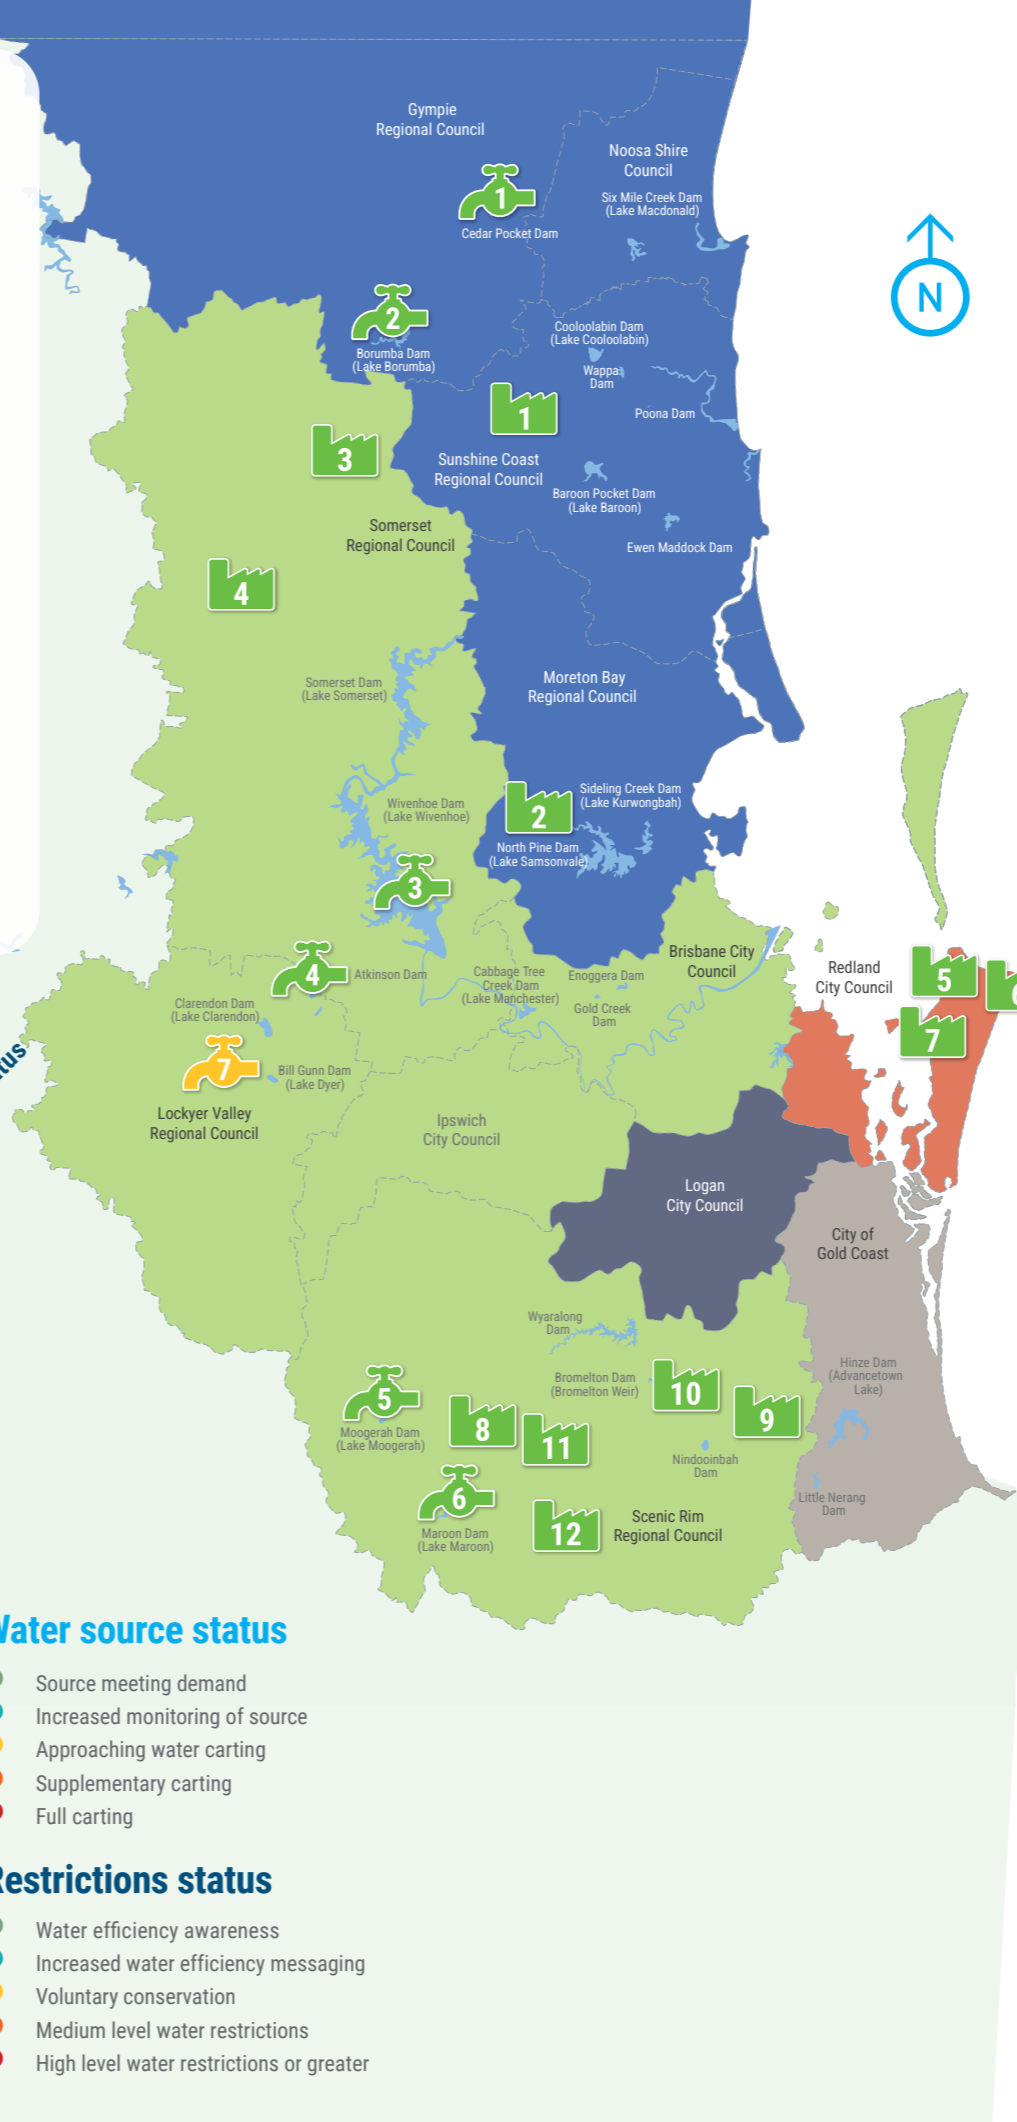 Gympie
Regional Council
Noosa Shire
Council
Six Mile Creek Dam
(Lake Macdonald)
1
Cedar Pocket Dam
N
2
Borumba Dam
(Lake Borumba)
Cooloolabin Dam
(Lake Cooloolabin)
Wappa
Dam
Poona Dam
1
3
Sunshine Coast
Regional Council
Baroon Pocket Dam
(Lake Baroon)
Ewen Maddock Dam
Somerset
Regional Council
4
Somerset Dam
(Lake Somerset)
Moreton Bay
Regional Council
Wivenhoe Dam
(Lake Wivenhoe)
2
Sideling Creek Dam
(Lake Kurwongbah)
North Pine Dam
(Lake Samsonvale)
3
4
Atkinson Dam
Cabbage Tree
Creek Dam
(Lake Manchester)
Enoggera Dam
Gold Creek
Dam
Brisbane City
Council
Redland
City Council
5
7
Clarendon Dam
(Lake Clarendon)
7
Bill Gunn Dam
(Lake Dyer)
Lockyer Valley
Regional Council
Ipswich
City Council
Logan
City Council
City of
Gold Coast
Wyaralong
Dam
Bromelton Dam
(Bromelton Weir)
10
9
Hinze Dam
(Advancetown
Lake)
5
Moogerah Dam
(Lake Moogerah)
8
11
Nindooinbah
Dam
Little Nerang
Dam
6
Maroon Dam
(Lake Maroon)
12
Scenic Rim
Regional Council
tus
Water source status
Source meeting demand
Increased monitoring of source
Approaching water carting
Supplementary carting
Full carting
Restrictions status
Water efficiency awareness
Increased water efficiency messaging
Voluntary conservation
Medium level water restrictions
High level water restrictions or greater